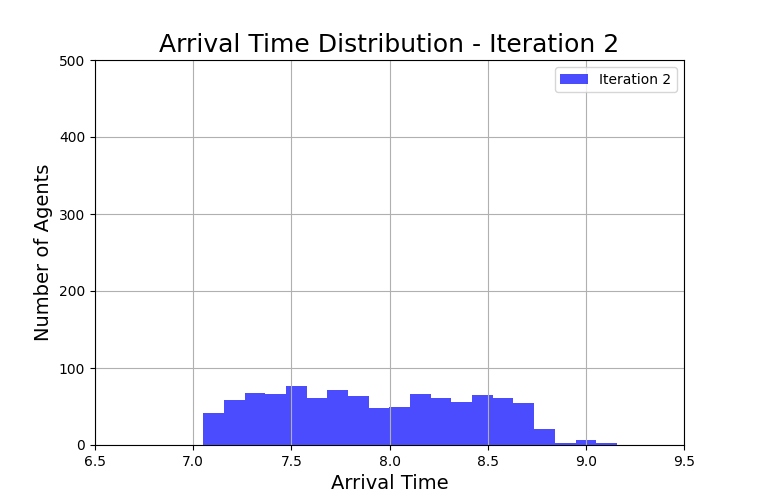 Arrival Time Distribution - Iteration 2
Iteration 2
Number of Agents
500
400
300
200
100
0
6.5 7.0 7.5 8.0 8.5 9.0 9.5
Arrival Time